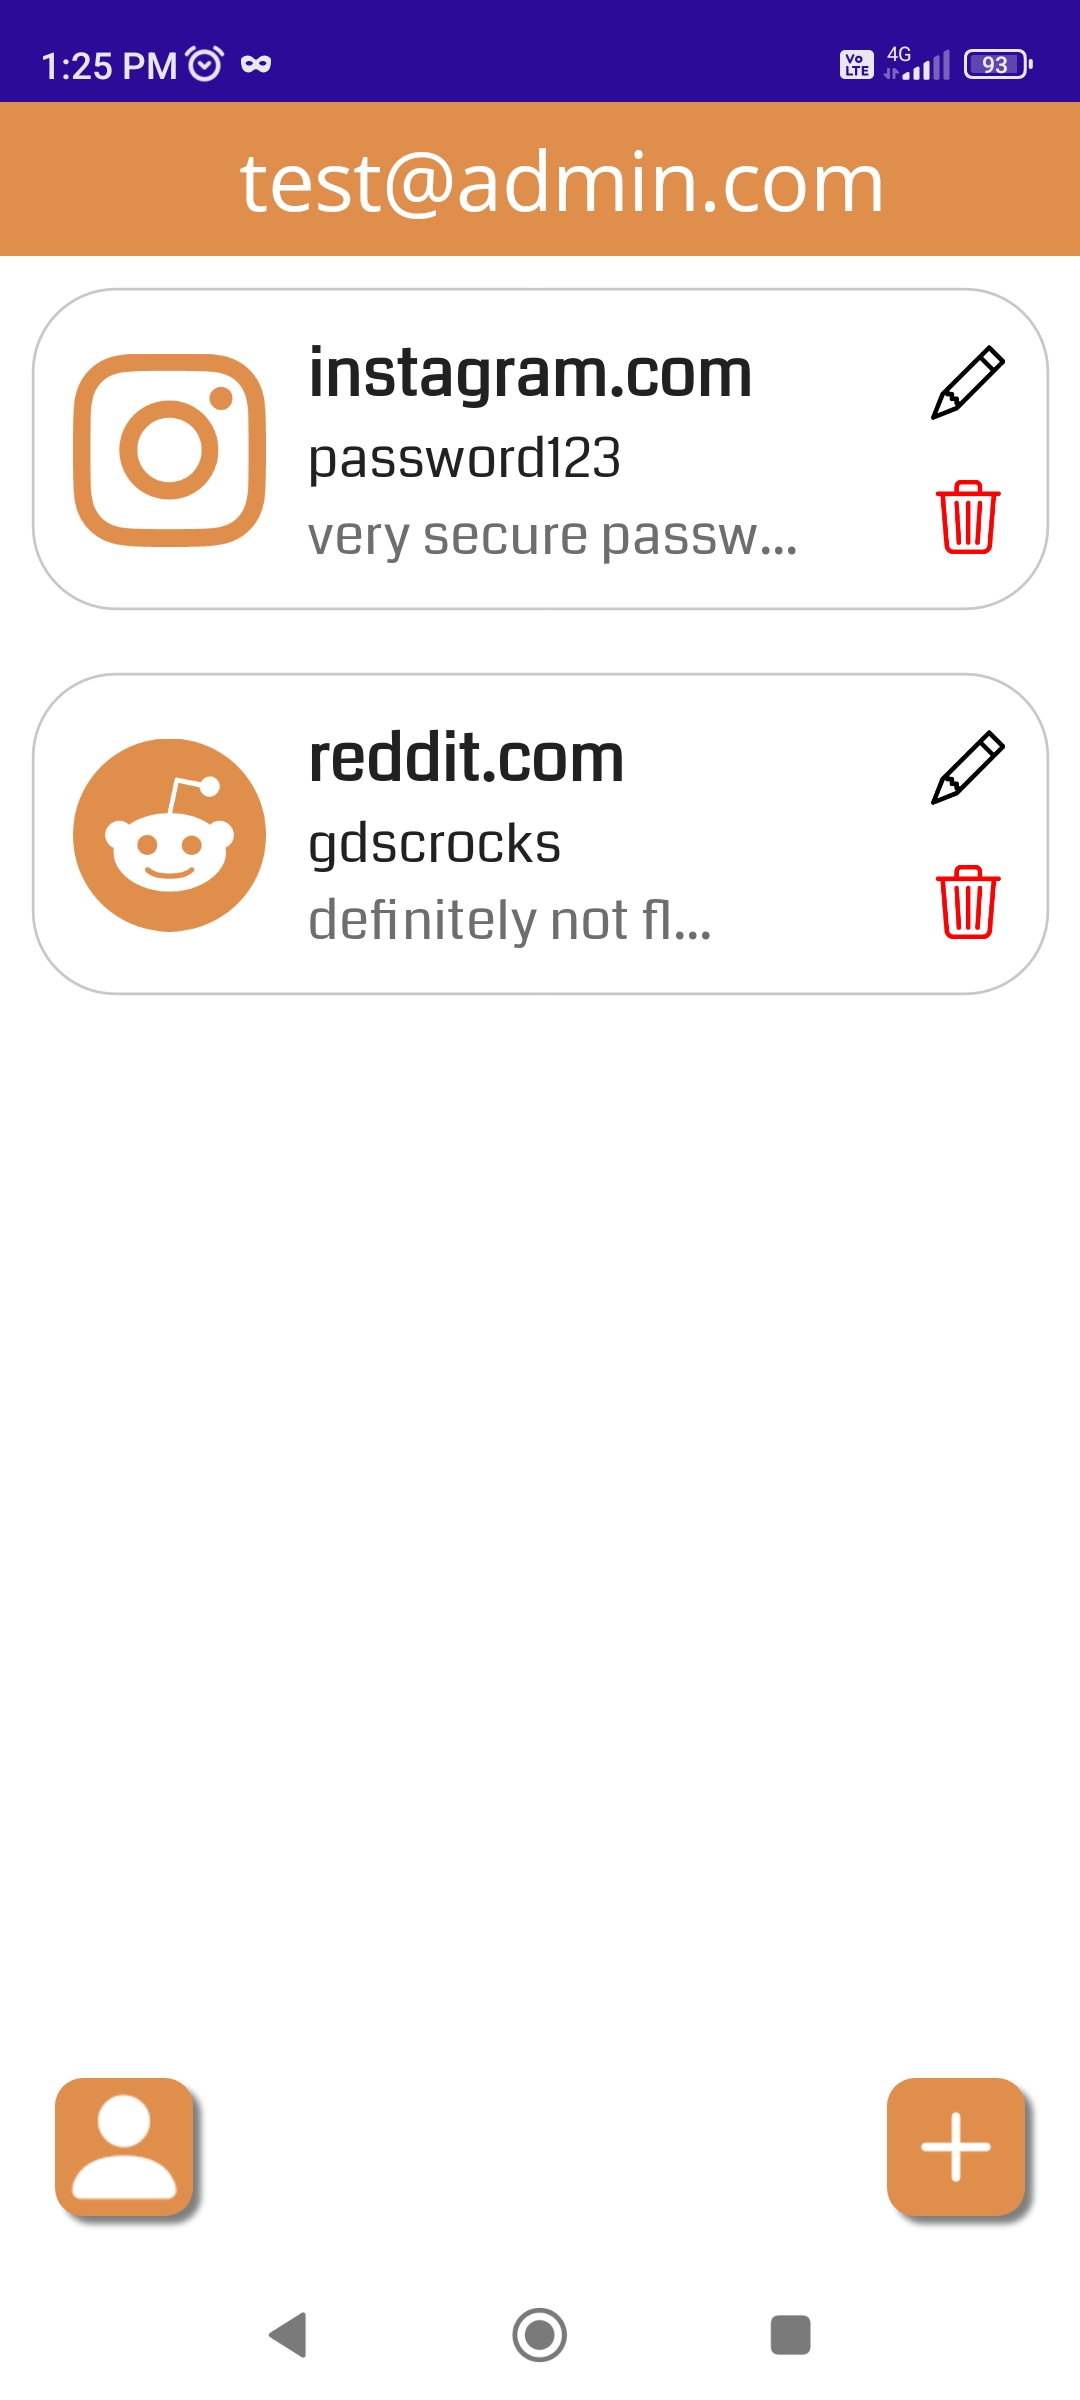 1:25 PM
Vo LTE
4G
93
test@admin.com
instagram.com
password123
very secure passw...
reddit.com
gdscrocks
definitely not fl...